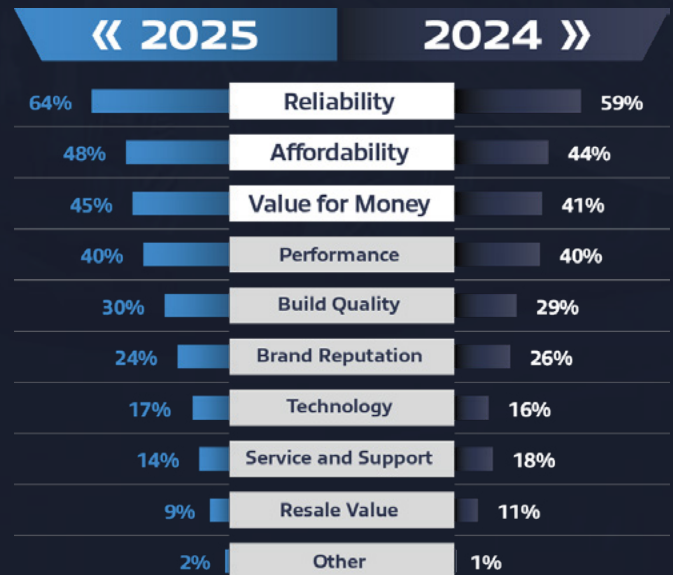 « 2025 2024 »
64% Reliability 59%
48% Affordability 44%
45% Value for Money 41%
40% Performance 40%
30% Build Quality 29%
24% Brand Reputation 26%
17% Technology 16%
14% Service and Support 18%
9% Resale Value 11%
2% Other 1%